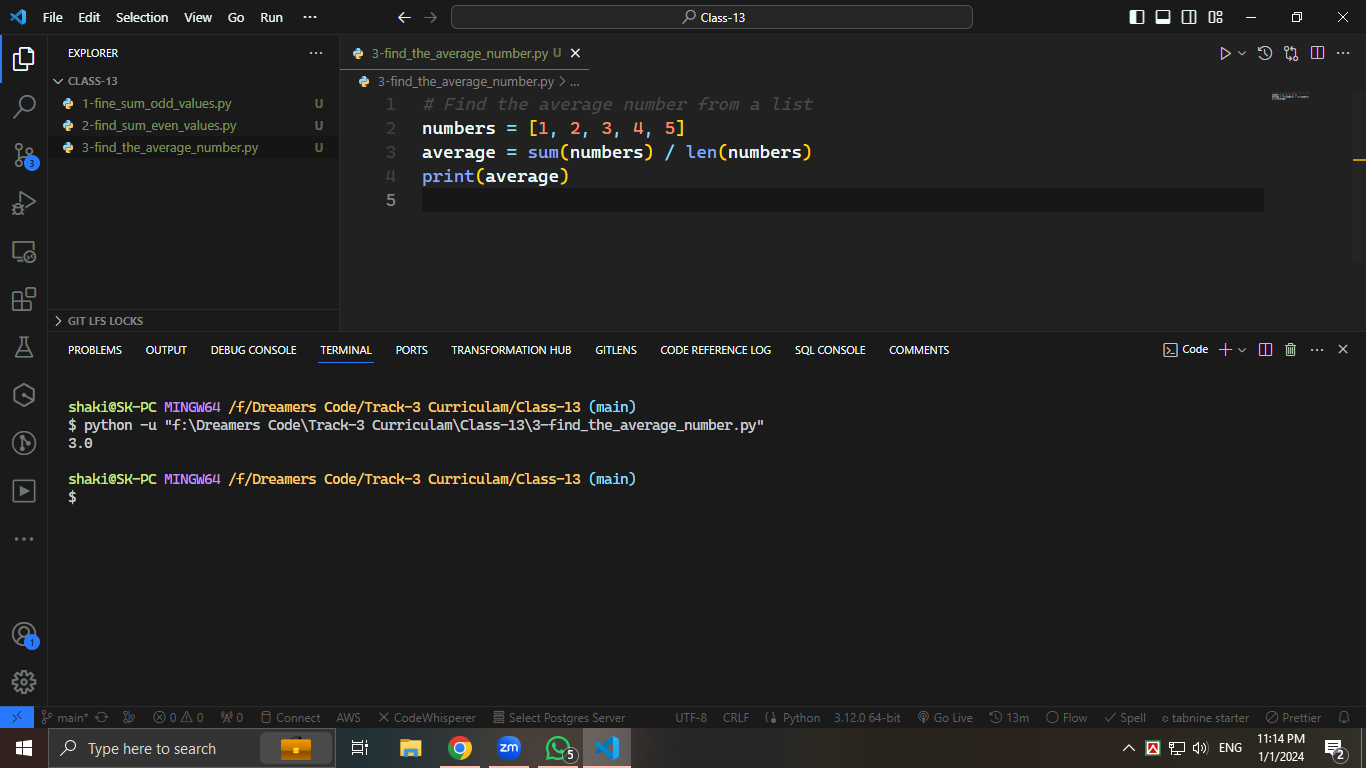 File Edit Selection View Go Run ···
Class-13
EXPLORER
CLASS-13
1-fine_sum_odd_values.py U
2-find_sum_even_values.py U
3-find_the_average_number.py U
GIT LFS LOCKS
3
1
3-find_the_average_number.py U
3-find_the_average_number.py > ...
1 # Find the average number from a list
2 numbers = [1, 2, 3, 4, 5]
3 average = sum(numbers) / len(numbers)
4 print(average)
5
PROBLEMS OUTPUT DEBUG CONSOLE TERMINAL PORTS TRANSFORMATION HUB GITLENS CODE REFERENCE LOG SQL CONSOLE COMMENTS Code
shaki@SK-PC MINGW64 /f/Dreamers Code/Track-3 Curriculam/Class-13 (main)
$ python -u "f:\Dreamers Code\Track-3 Curriculam\Class-13\3-find_the_average_number.py"
3.0
shaki@SK-PC MINGW64 /f/Dreamers Code/Track-3 Curriculam/Class-13 (main)
$
main* 0 0 0 Connect AWS CodeWhisperer Select Postgres Server UTF-8 CRLF Python 3.12.0 64-bit Go Live 13m Flow Spell tabnine starter Prettier
Type here to search zm 5 ENG 11:14 PM
1/1/2024 2